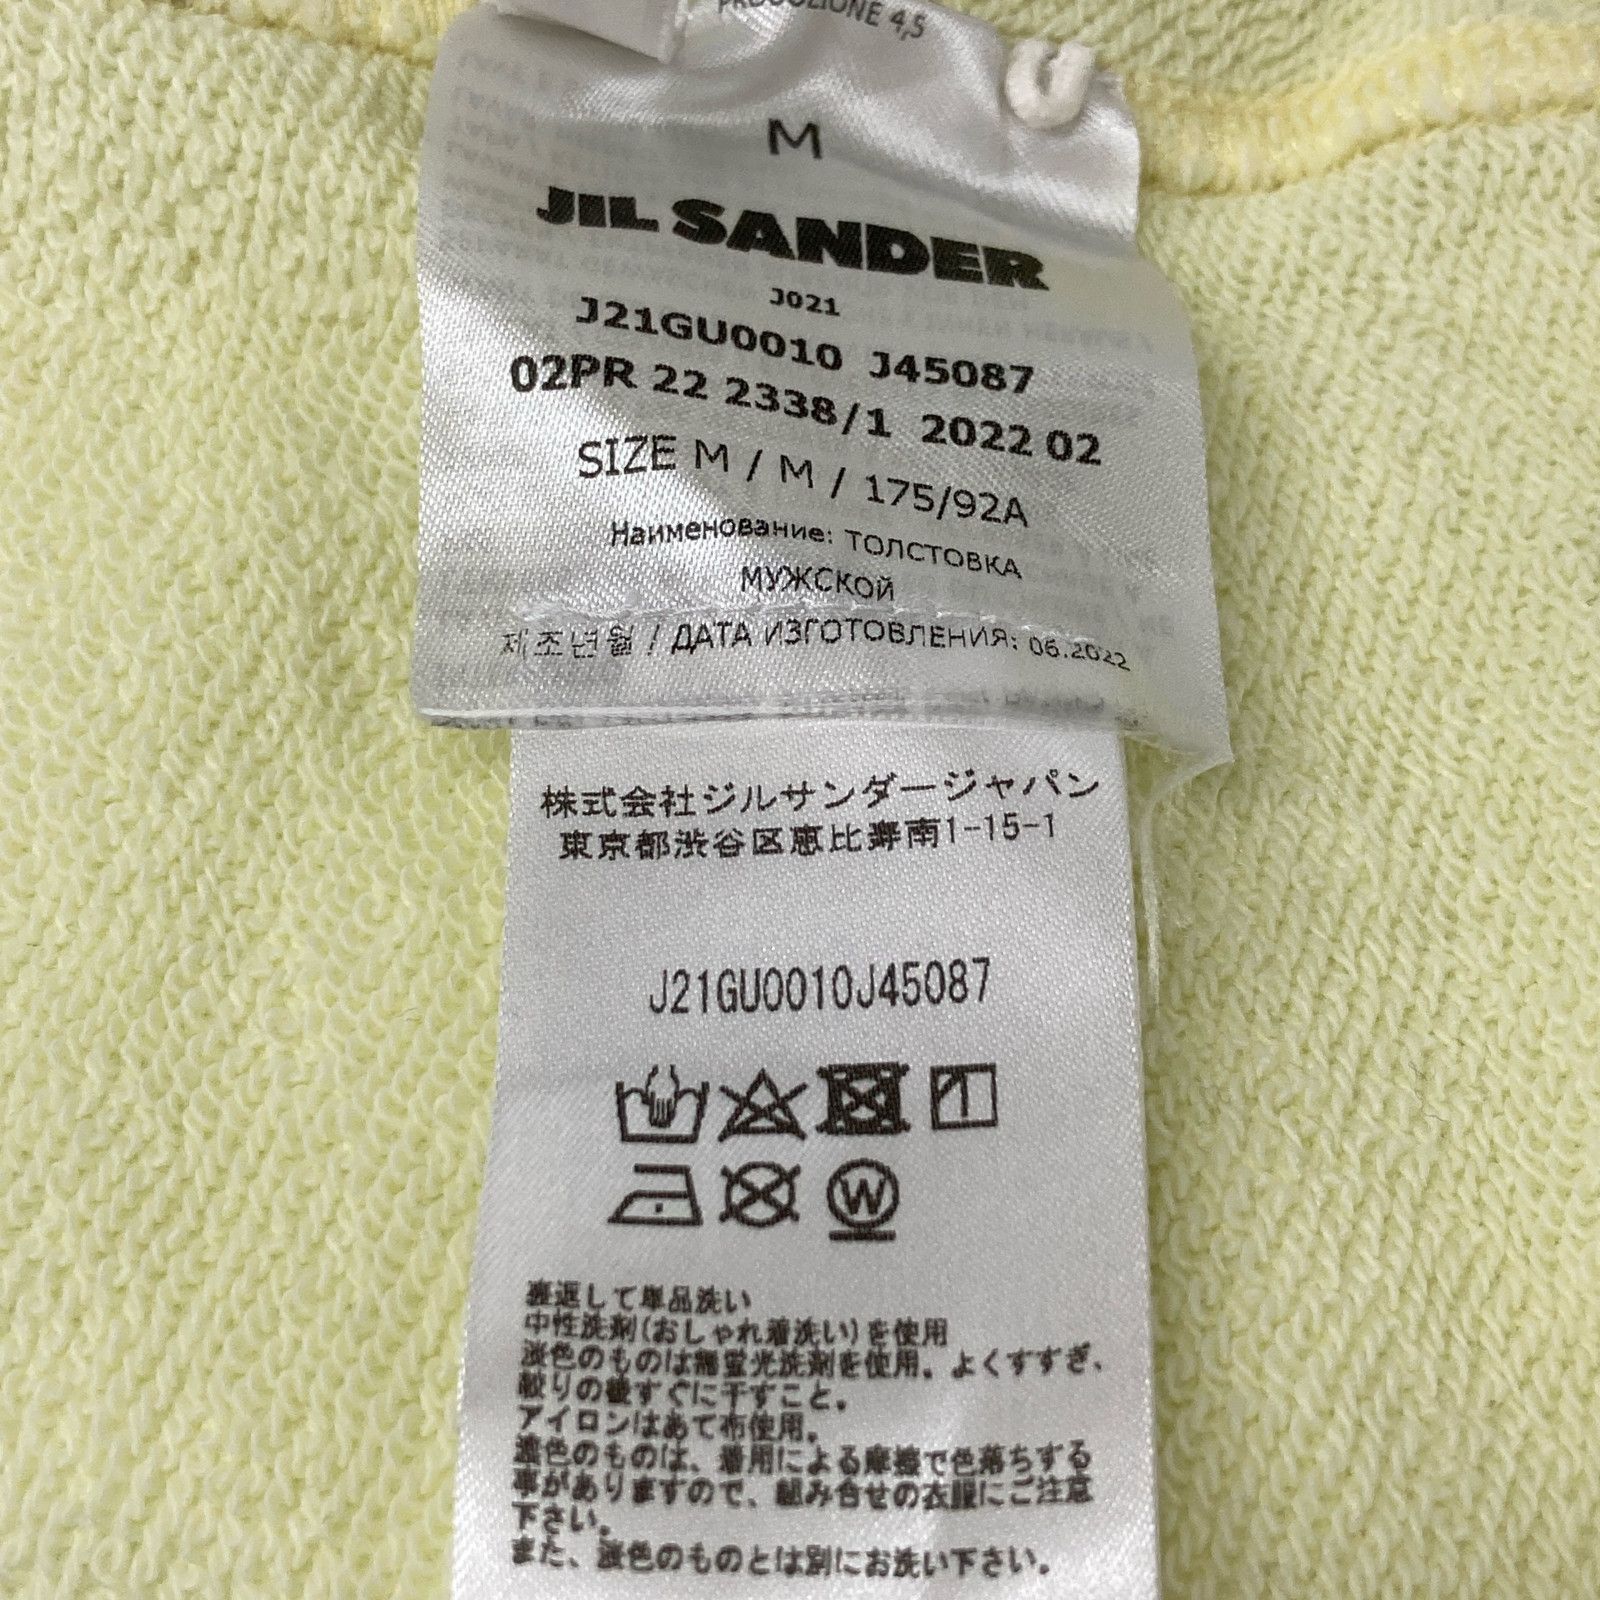 PRODUZIONE 4,5
M
JIL SANDER
J021
J21GU0010 J45087
02PR 22 2338/1 2022 02
SIZE M / M / 175/92A
Наименование: ТОЛСТОВКА
МУЖСКОЙ
제조년월 / ДАТА ИЗГОТОВЛЕНИЯ: 06.2022
株式会社ジルサンダージャパン
東京都渋谷区恵比寿南1-15-1
J21GU0010J45087
W
裏返して単品洗い
中性洗剤(おしゃれ着洗い)を使用
淡色のものは無蛍光洗剤を使用。よくすすぎ、
絞りの後すぐに干すこと。
アイロンはあて布使用。
濃色のものは、着用による摩擦で色落ちする
事がありますので、組み合せの衣服にご注意
下さい。
また、淡色のものとは別にお洗い下さい。